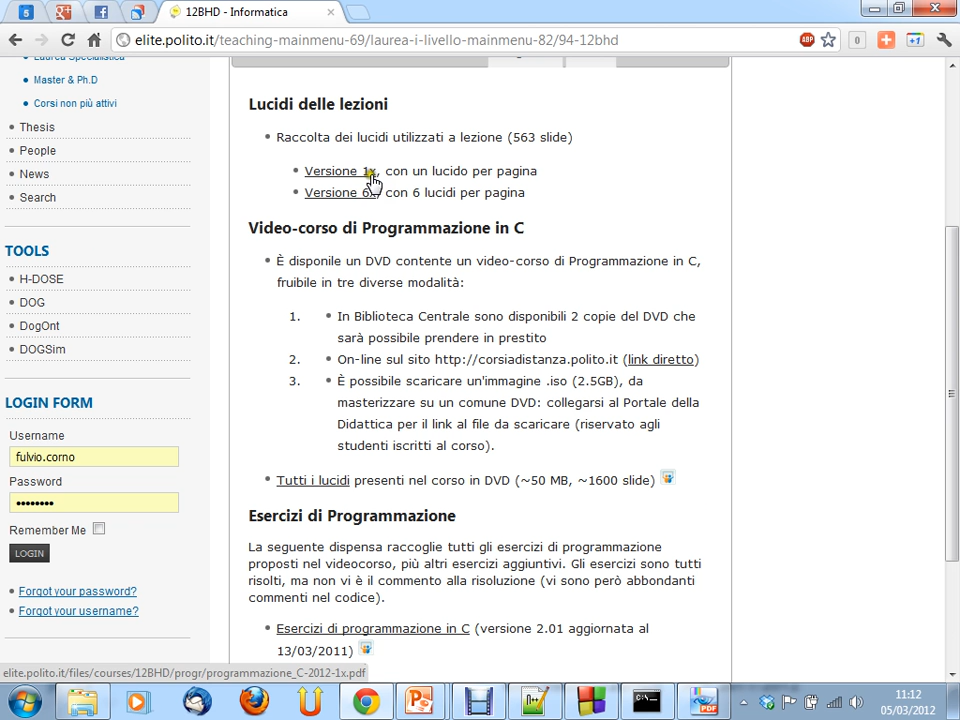 5
12BHD - Informatica
elite.polito.it/teaching-mainmenu-69/laurea-i-livello-mainmenu-82/94-12bhd
ABP
0
+1
Laurea Specialistica
Master & Ph.D
Corsi non più attivi
Thesis
People
News
Search
TOOLS
H-DOSE
DOG
DogOnt
DOGSim
LOGIN FORM
Username
fulvio.corno
Password
Remember Me
LOGIN
Forgot your password?
Forgot your username?
Lucidi delle lezioni
Raccolta dei lucidi utilizzati a lezione (563 slide)
Versione 1x, con un lucido per pagina
Versione 6x, con 6 lucidi per pagina
Video-corso di Programmazione in C
È disponile un DVD contente un video-corso di Programmazione in C,
fruibile in tre diverse modalità:
1. In Biblioteca Centrale sono disponibili 2 copie del DVD che
sarà possibile prendere in prestito
2. On-line sul sito http://corsiadistanza.polito.it (link diretto)
3. È possibile scaricare un'immagine .iso (2.5GB), da
masterizzare su un comune DVD: collegarsi al Portale della
Didattica per il link al file da scaricare (riservato agli
studenti iscritti al corso).
Tutti i lucidi presenti nel corso in DVD (~50 MB, ~1600 slide)
Esercizi di Programmazione
La seguente dispensa raccoglie tutti gli esercizi di programmazione
proposti nel videocorso, più altri esercizi aggiuntivi. Gli esercizi sono tutti
risolti, ma non vi è il commento alla risoluzione (vi sono però abbondanti
commenti nel codice).
Esercizi di programmazione in C (versione 2.01 aggiornata al
13/03/2011)
elite.polito.it/files/courses/12BHD/progr/programmazione_C-2012-1x.pdf
PDF
11:12
05/03/2012